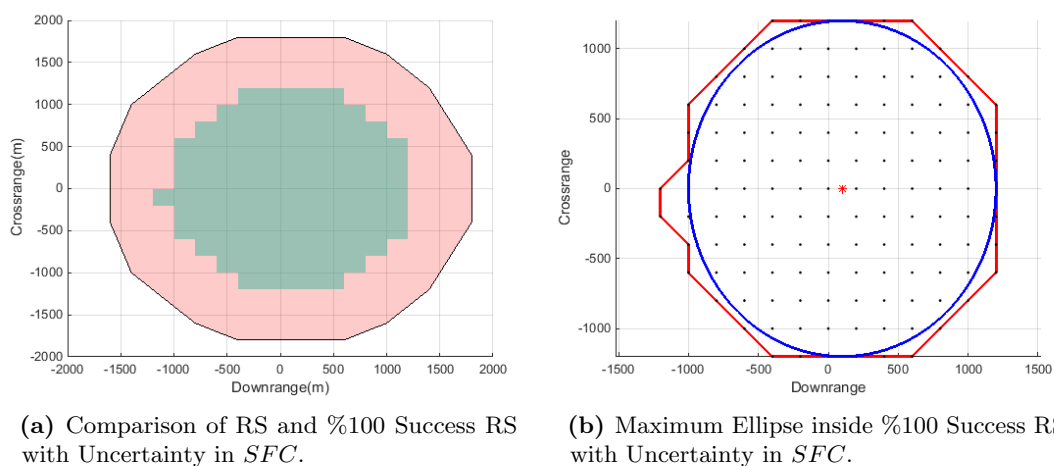 2000
1500
1000
500
0
-500
-1000
-1500
-2000
Crossrange(m)
-2000 -1500 -1000 -500 0 500 1000 1500 2000
Downrange(m)
(a) Comparison of RS and %100 Success RS
with Uncertainty in SFC.
1000
500
0
-500
-1000
Crossrange
-1500 -1000 -500 0 500 1000 1500
Downrange
(b) Maximum Ellipse inside %100 Success RS
with Uncertainty in SFC.